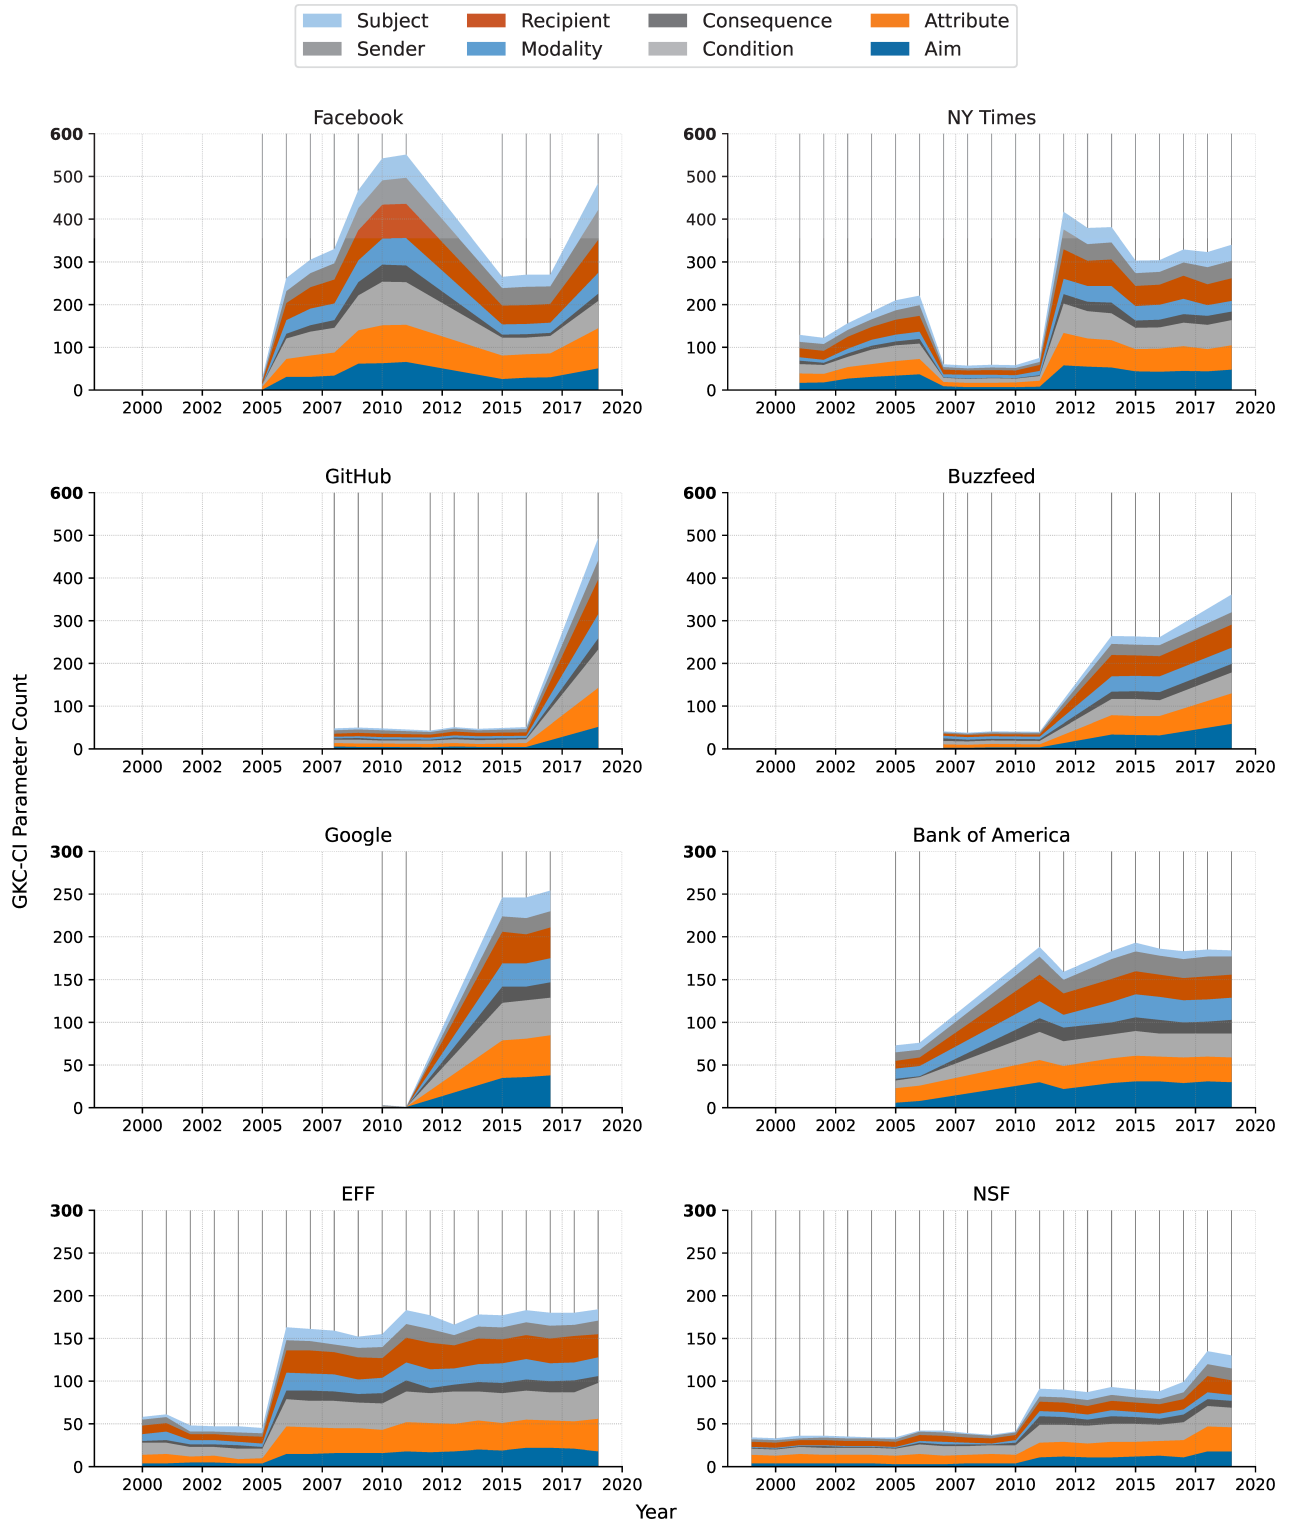 Subject Recipient Consequence Attribute
Sender Modality Condition Aim
Facebook
600
500
400
300
200
100
0
2000 2002 2005 2007 2010 2012 2015 2017 2020
NY Times
600
500
400
300
200
100
0
2000 2002 2005 2007 2010 2012 2015 2017 2020
GitHub
600
500
400
300
200
100
0
2000 2002 2005 2007 2010 2012 2015 2017 2020
Buzzfeed
600
500
400
300
200
100
0
2000 2002 2005 2007 2010 2012 2015 2017 2020
GKC-CI Parameter Count
Google
300
250
200
150
100
50
0
2000 2002 2005 2007 2010 2012 2015 2017 2020
Bank of America
300
250
200
150
100
50
0
2000 2002 2005 2007 2010 2012 2015 2017 2020
EFF
300
250
200
150
100
50
0
2000 2002 2005 2007 2010 2012 2015 2017 2020
NSF
300
250
200
150
100
50
0
2000 2002 2005 2007 2010 2012 2015 2017 2020
Year